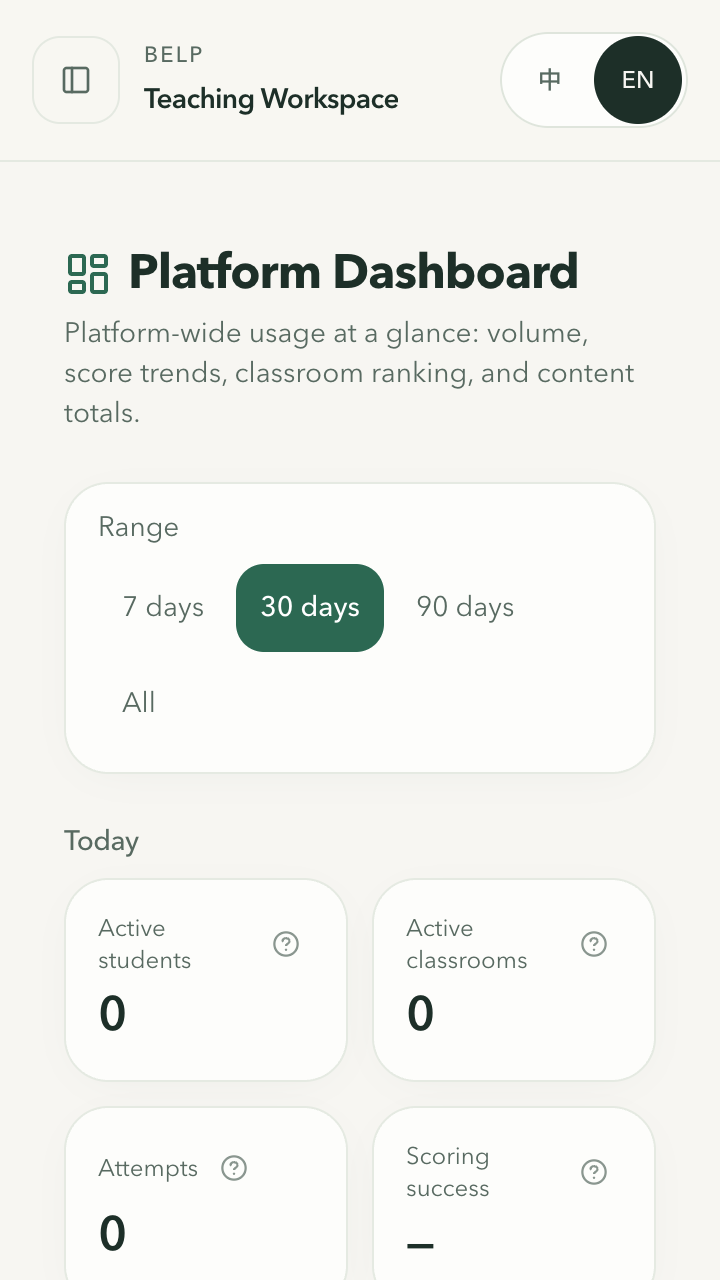 BELP
Teaching Workspace
中
EN
Platform Dashboard
Platform-wide usage at a glance: volume,
score trends, classroom ranking, and content
totals.
Range
7 days
30 days
90 days
All
Today
Active
students
0
Active
classrooms
0
Attempts
0
Scoring
success
–